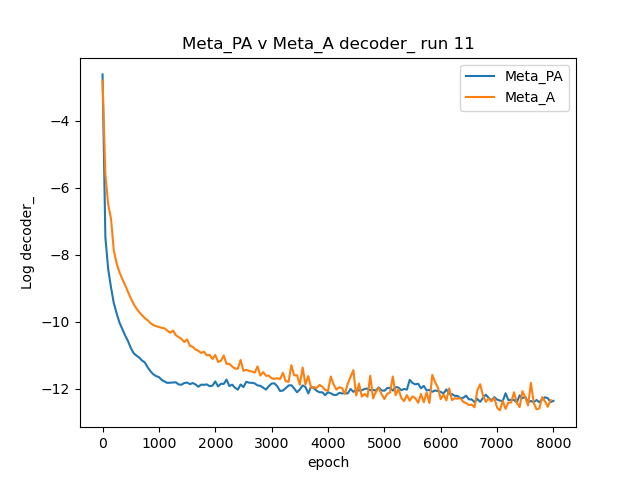 Meta_PA v Meta_A decoder_ run 11
Meta_PA
Meta_A
Log decoder_
−4
−6
−8
−10
−12
0 1000 2000 3000 4000 5000 6000 7000 8000
epoch